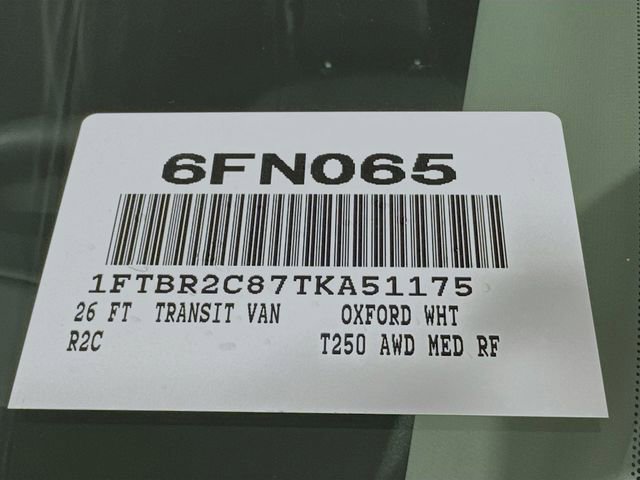 6FN065
1FTBR2C87TKA51175
26 FT TRANSIT VAN OXFORD WHT
R2C T250 AWD MED RF